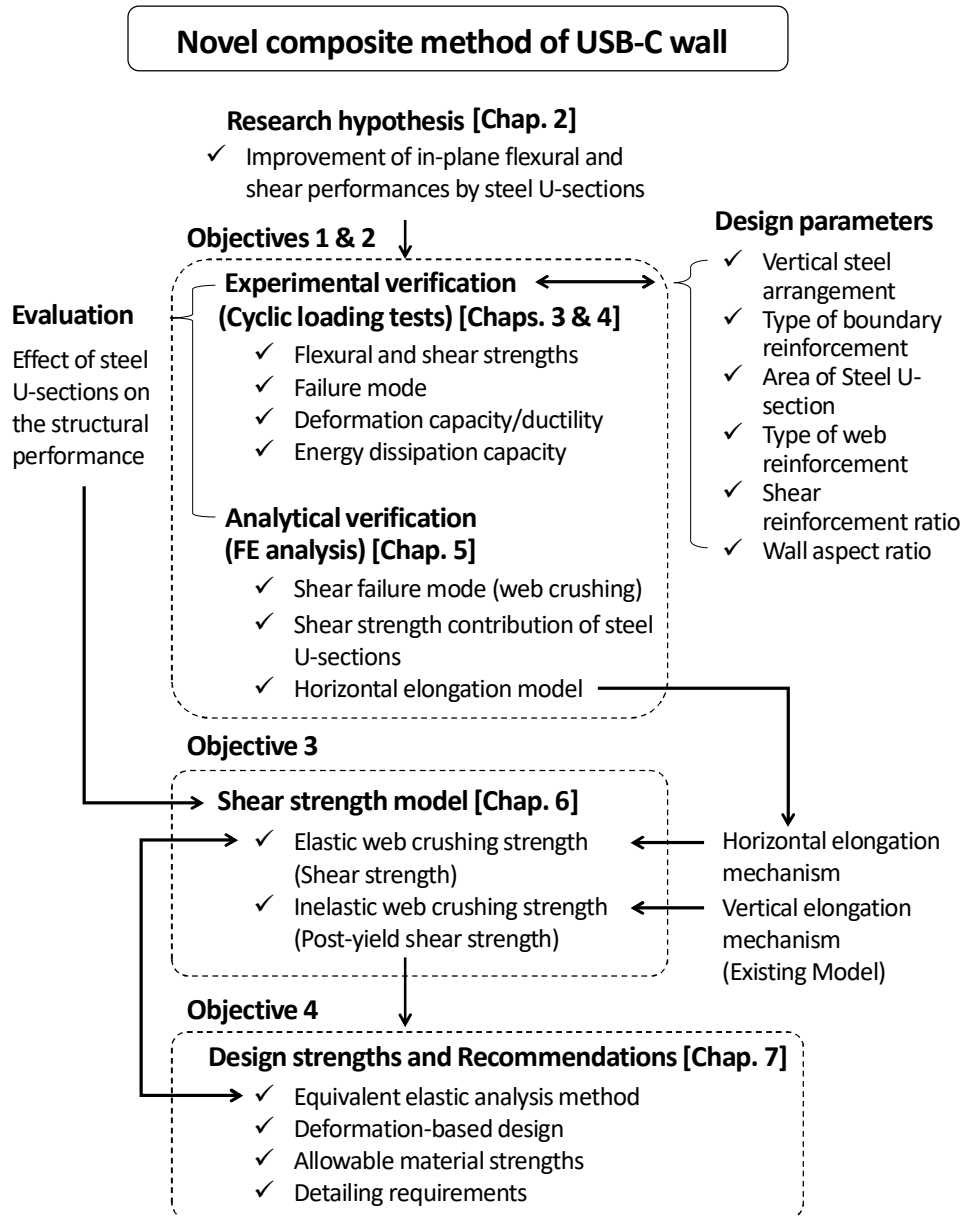 Novel composite method of USB-C wall
Research hypothesis [Chap. 2]
✓ Improvement of in-plane flexural and
shear performances by steel U-sections
Objectives 1 & 2
Experimental verification
(Cyclic loading tests) [Chaps. 3 & 4]
✓ Flexural and shear strengths
✓ Failure mode
✓ Deformation capacity/ductility
✓ Energy dissipation capacity
Analytical verification
(FE analysis) [Chap. 5]
✓ Shear failure mode (web crushing)
✓ Shear strength contribution of steel
U-sections
✓ Horizontal elongation model
Design parameters
✓ Vertical steel
arrangement
✓ Type of boundary
reinforcement
✓ Area of Steel U-
section
✓ Type of web
reinforcement
✓ Shear
reinforcement ratio
✓ Wall aspect ratio
Evaluation
Effect of steel
U-sections on
the structural
performance
Objective 3
Shear strength model [Chap. 6]
✓ Elastic web crushing strength
(Shear strength)
✓ Inelastic web crushing strength
(Post-yield shear strength)
Horizontal elongation
mechanism
Vertical elongation
mechanism
(Existing Model)
Objective 4
Design strengths and Recommendations [Chap. 7]
✓ Equivalent elastic analysis method
✓ Deformation-based design
✓ Allowable material strengths
✓ Detailing requirements